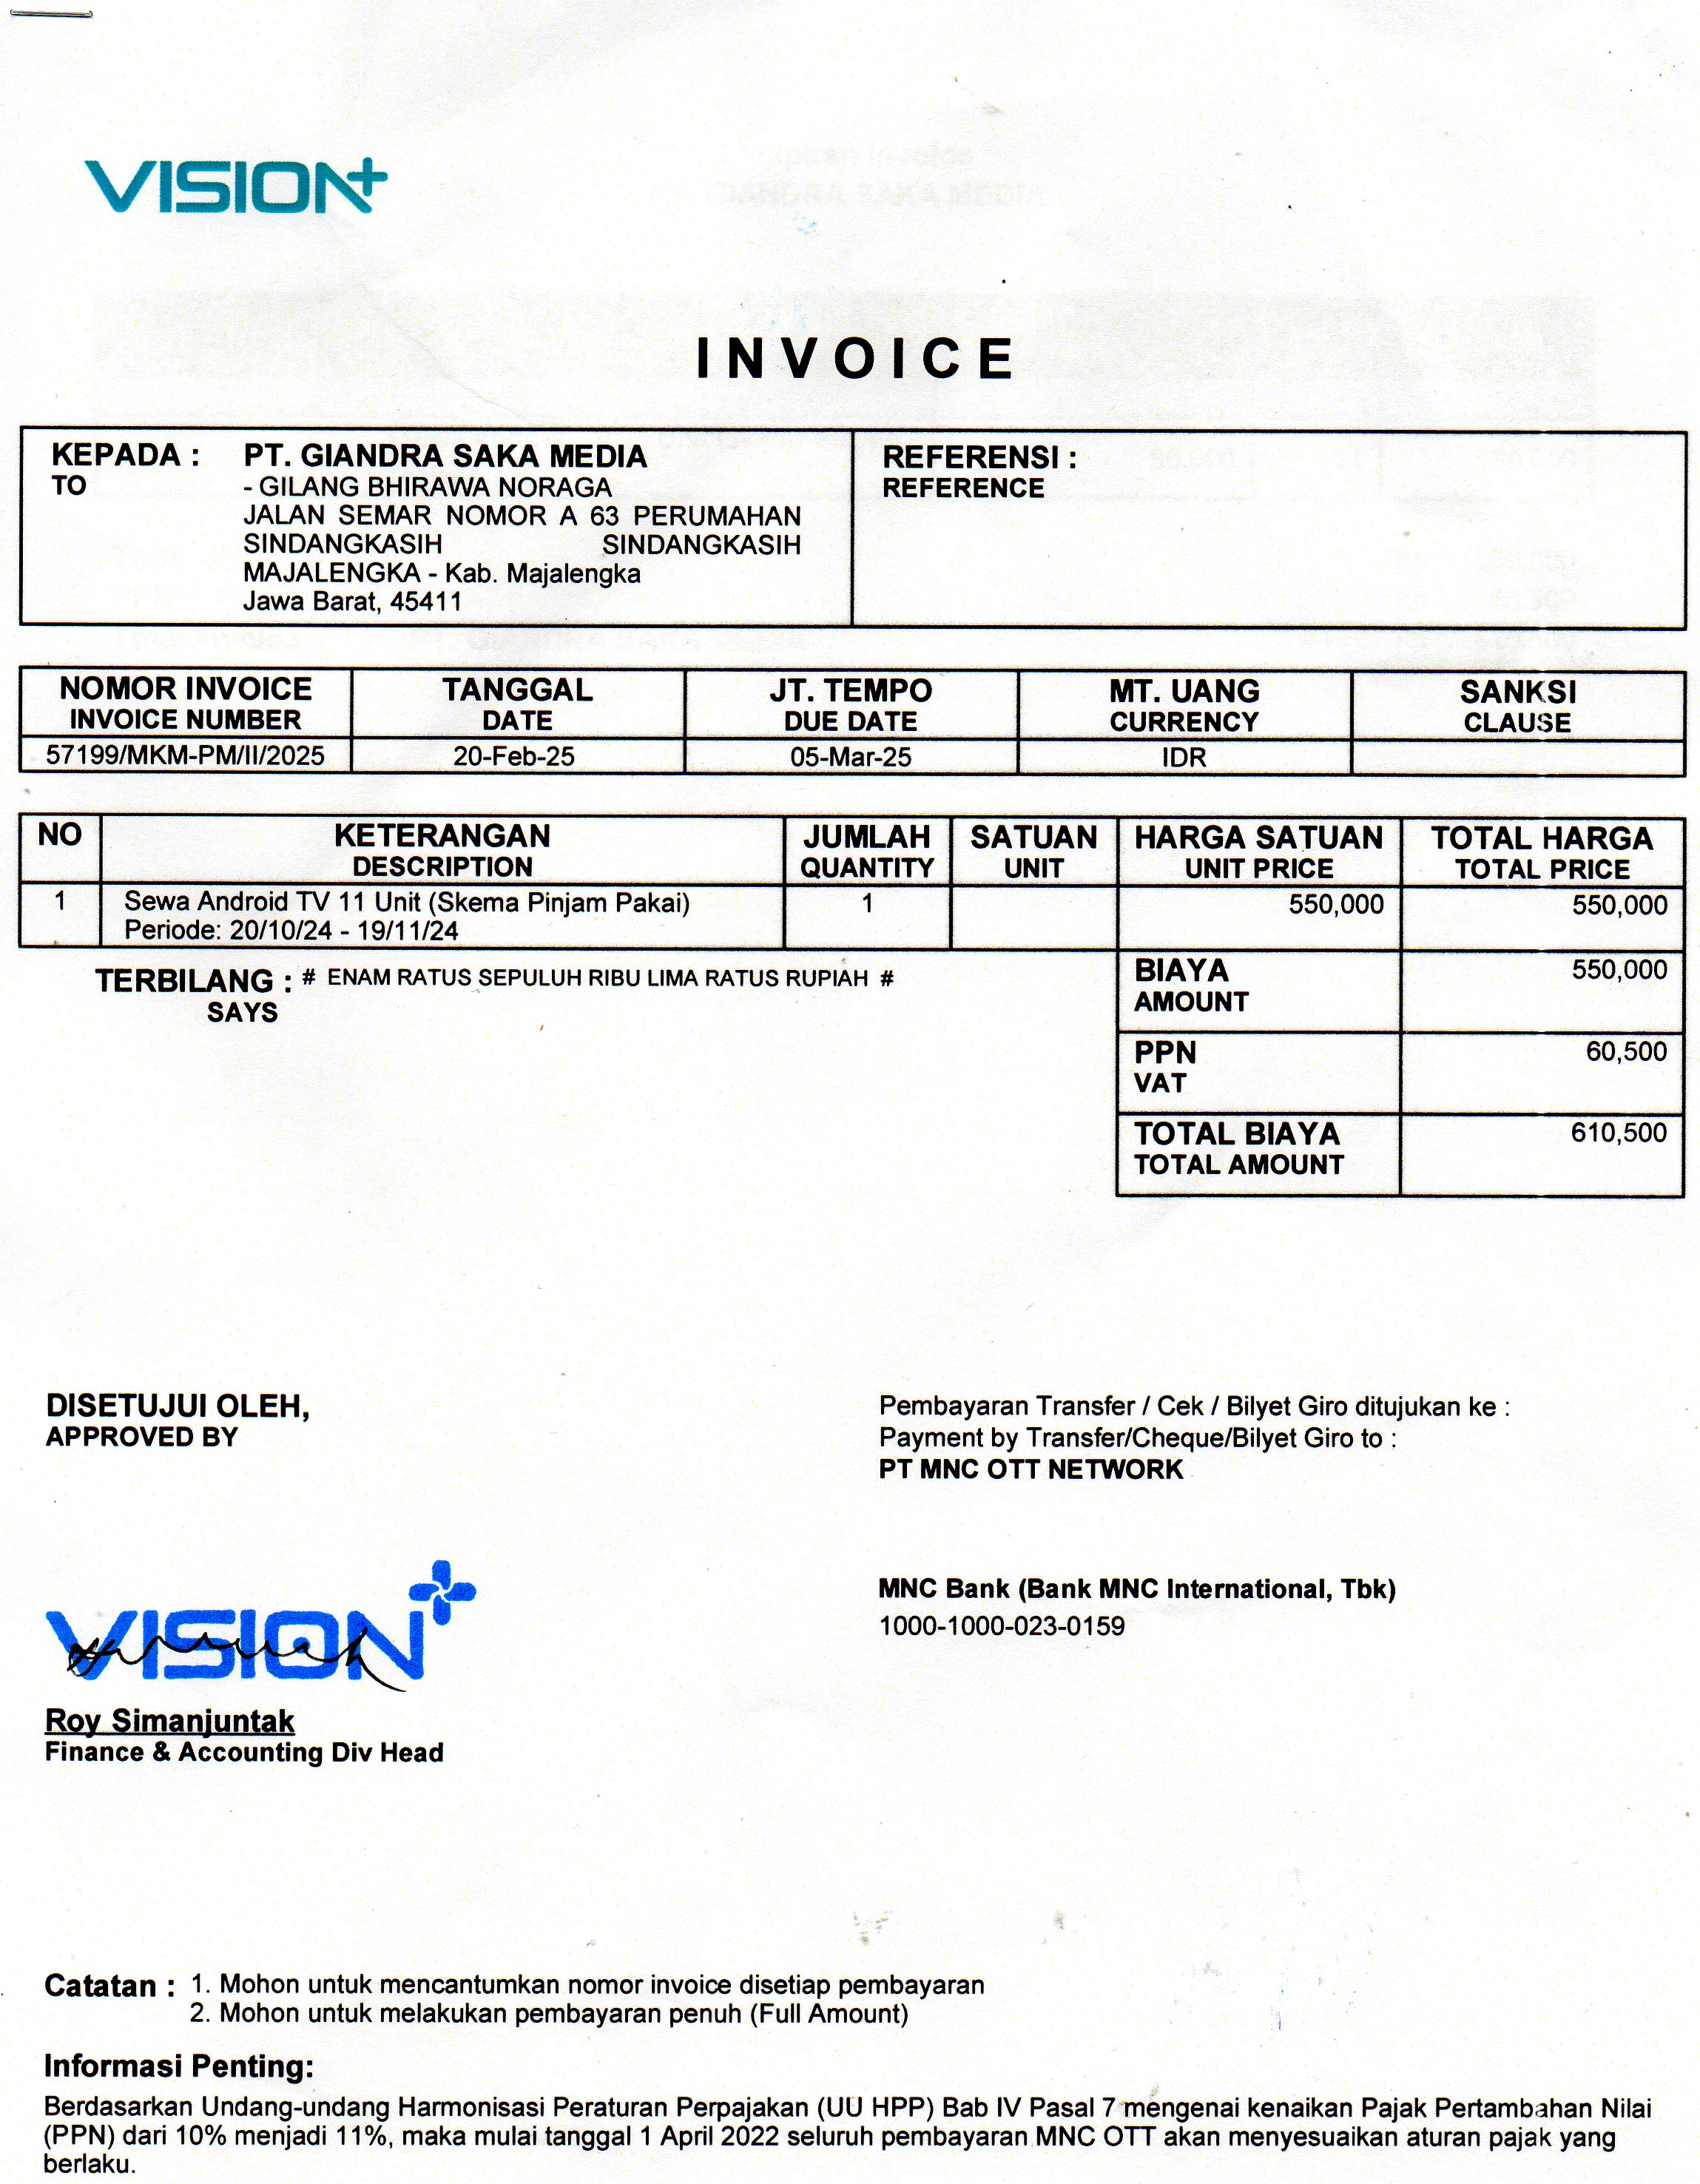 VISION+
INVOICE
KEPADA : PT. GIANDRA SAKA MEDIA
TO - GILANG BHIRAWA NORAGA
JALAN SEMAR NOMOR A 63 PERUMAHAN
SINDANGKASIH SINDANGKASIH
MAJALENGKA - Kab. Majalengka
Jawa Barat, 45411
REFERENSI :
REFERENCE
NOMOR INVOICE TANGGAL JT. TEMPO MT. UANG SANKSI
INVOICE NUMBER DATE DUE DATE CURRENCY CLAUSE
57199/MKM-PM/II/2025 20-Feb-25 05-Mar-25 IDR
NO KETERANGAN JUMLAH SATUAN HARGA SATUAN TOTAL HARGA
DESCRIPTION QUANTITY UNIT UNIT PRICE TOTAL PRICE
1 Sewa Android TV 11 Unit (Skema Pinjam Pakai) 1 550,000 550,000
Periode: 20/10/24 - 19/11/24
TERBILANG : # ENAM RATUS SEPULUH RIBU LIMA RATUS RUPIAH #
SAYS
BIAYA 550,000
AMOUNT
PPN 60,500
VAT
TOTAL BIAYA 610,500
TOTAL AMOUNT
DISETUJUI OLEH,
APPROVED BY
Pembayaran Transfer / Cek / Bilyet Giro ditujukan ke :
Payment by Transfer/Cheque/Bilyet Giro to :
PT MNC OTT NETWORK
MNC Bank (Bank MNC International, Tbk)
1000-1000-023-0159
VISION+
Roy Simanjuntak
Finance & Accounting Div Head
Catatan : 1. Mohon untuk mencantumkan nomor invoice disetiap pembayaran
2. Mohon untuk melakukan pembayaran penuh (Full Amount)
Informasi Penting:
Berdasarkan Undang-undang Harmonisasi Peraturan Perpajakan (UU HPP) Bab IV Pasal 7 mengenai kenaikan Pajak Pertambahan Nilai
(PPN) dari 10% menjadi 11%, maka mulai tanggal 1 April 2022 seluruh pembayaran MNC OTT akan menyesuaikan aturan pajak yang
berlaku.